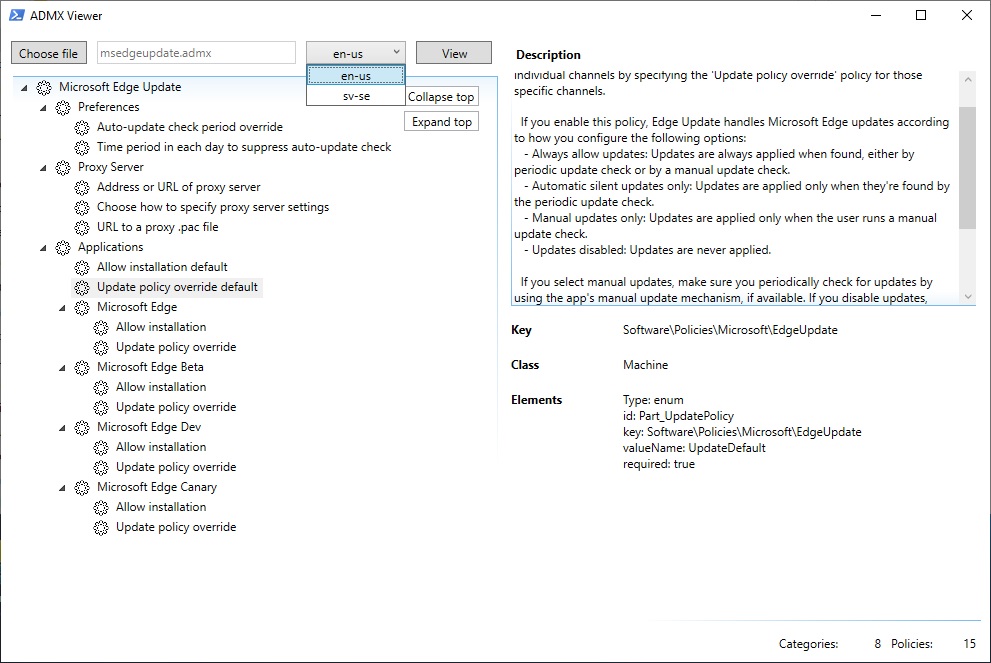 ADMX Viewer
Choose file
msedgeupdate.admx
en-us
View
en-us
sv-se
Collapse top
Expand top
Microsoft Edge Update
Preferences
Auto-update check period override
Time period in each day to suppress auto-update check
Proxy Server
Address or URL of proxy server
Choose how to specify proxy server settings
URL to a proxy .pac file
Applications
Allow installation default
Update policy override default
Microsoft Edge
Allow installation
Update policy override
Microsoft Edge Beta
Allow installation
Update policy override
Microsoft Edge Dev
Allow installation
Update policy override
Microsoft Edge Canary
Allow installation
Update policy override
Description
individual channels by specifying the 'Update policy override' policy for those
specific channels.
If you enable this policy, Edge Update handles Microsoft Edge updates according
to how you configure the following options:
- Always allow updates: Updates are always applied when found, either by
periodic update check or by a manual update check.
- Automatic silent updates only: Updates are applied only when they're found by
the periodic update check.
- Manual updates only: Updates are applied only when the user runs a manual
update check.
- Updates disabled: Updates are never applied.
If you select manual updates, make sure you periodically check for updates by
using the app's manual update mechanism, if available. If you disable updates,
Key
Software\Policies\Microsoft\EdgeUpdate
Class
Machine
Elements
Type: enum
id: Part_UpdatePolicy
key: Software\Policies\Microsoft\EdgeUpdate
valueName: UpdateDefault
required: true
Categories: 8 Policies: 15